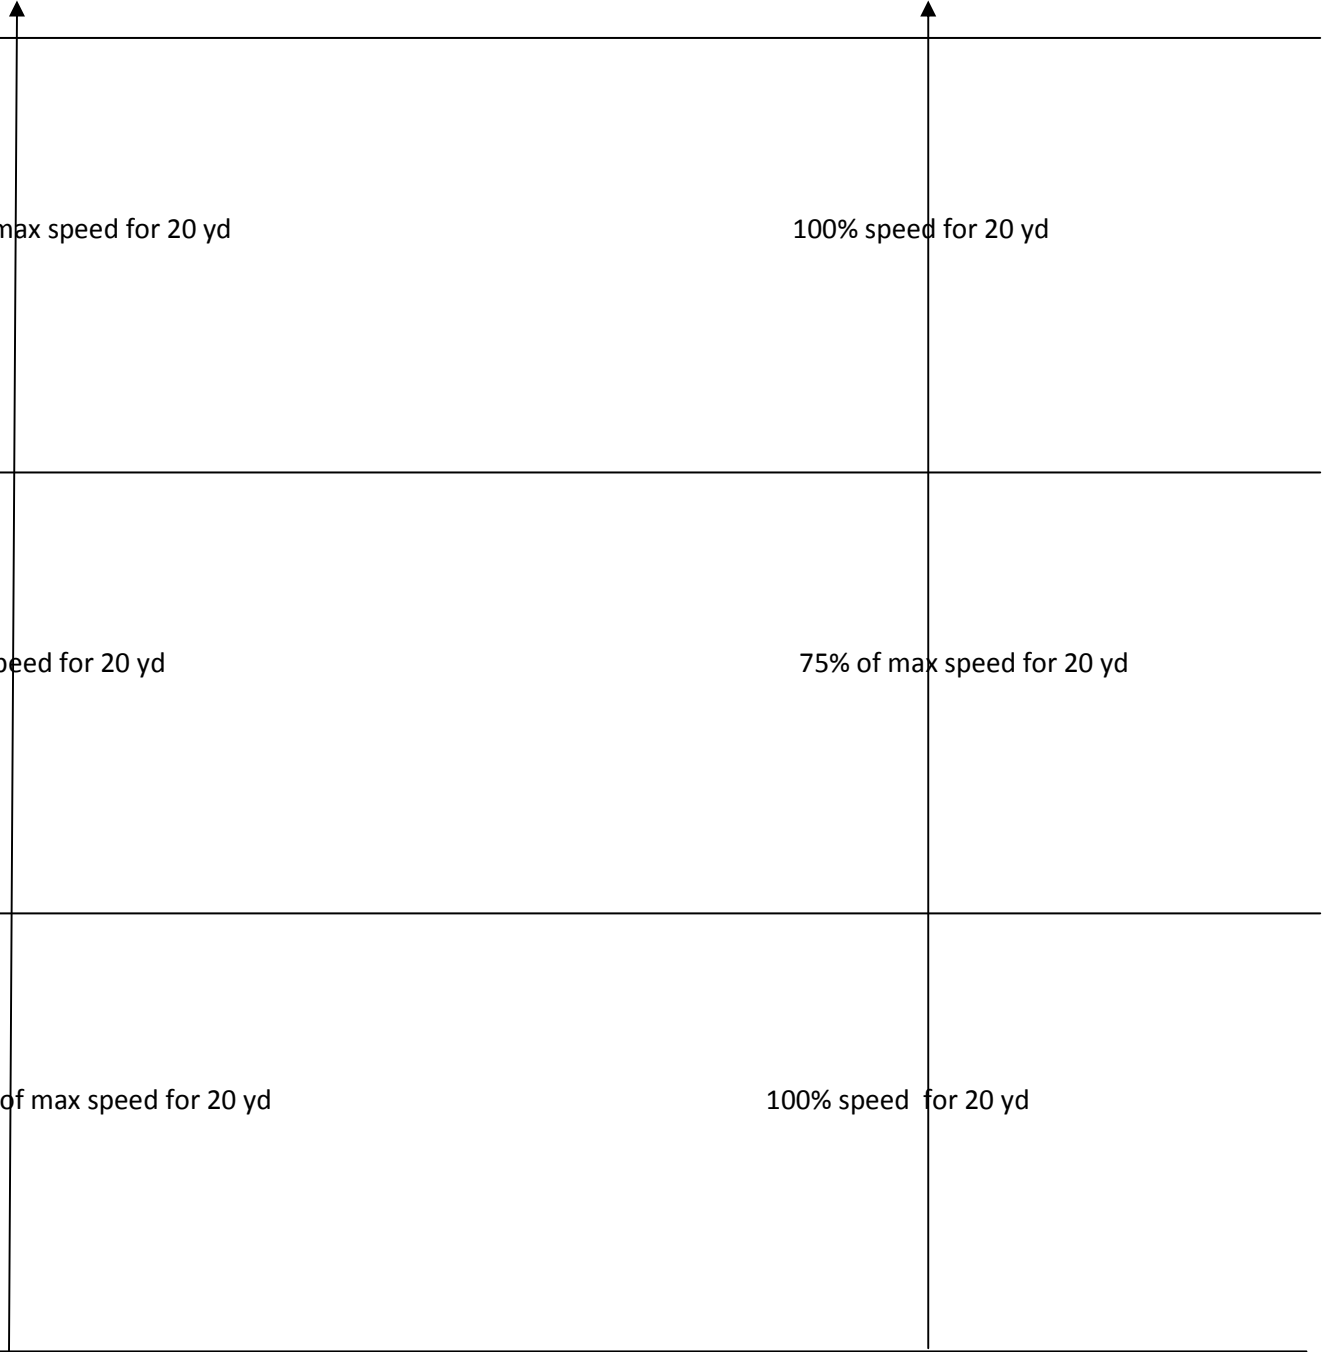 max speed for 20 yd
100% speed for 20 yd
speed for 20 yd
75% of max speed for 20 yd
of max speed for 20 yd
100% speed  for 20 yd